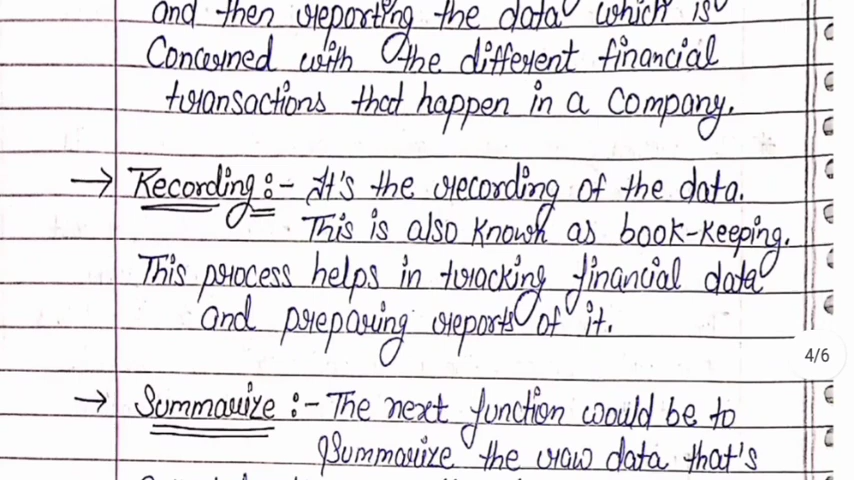 and then reporting the data which is
Concerned with the different financial
transactions that happen in a company.
→ Recording :- It's the recording of the data.
This is also known as book-keeping.
This process helps in tracking financial data
and preparing reports of it.
4/6
→ Summarize :- The next function would be to
summarize the raw data that's